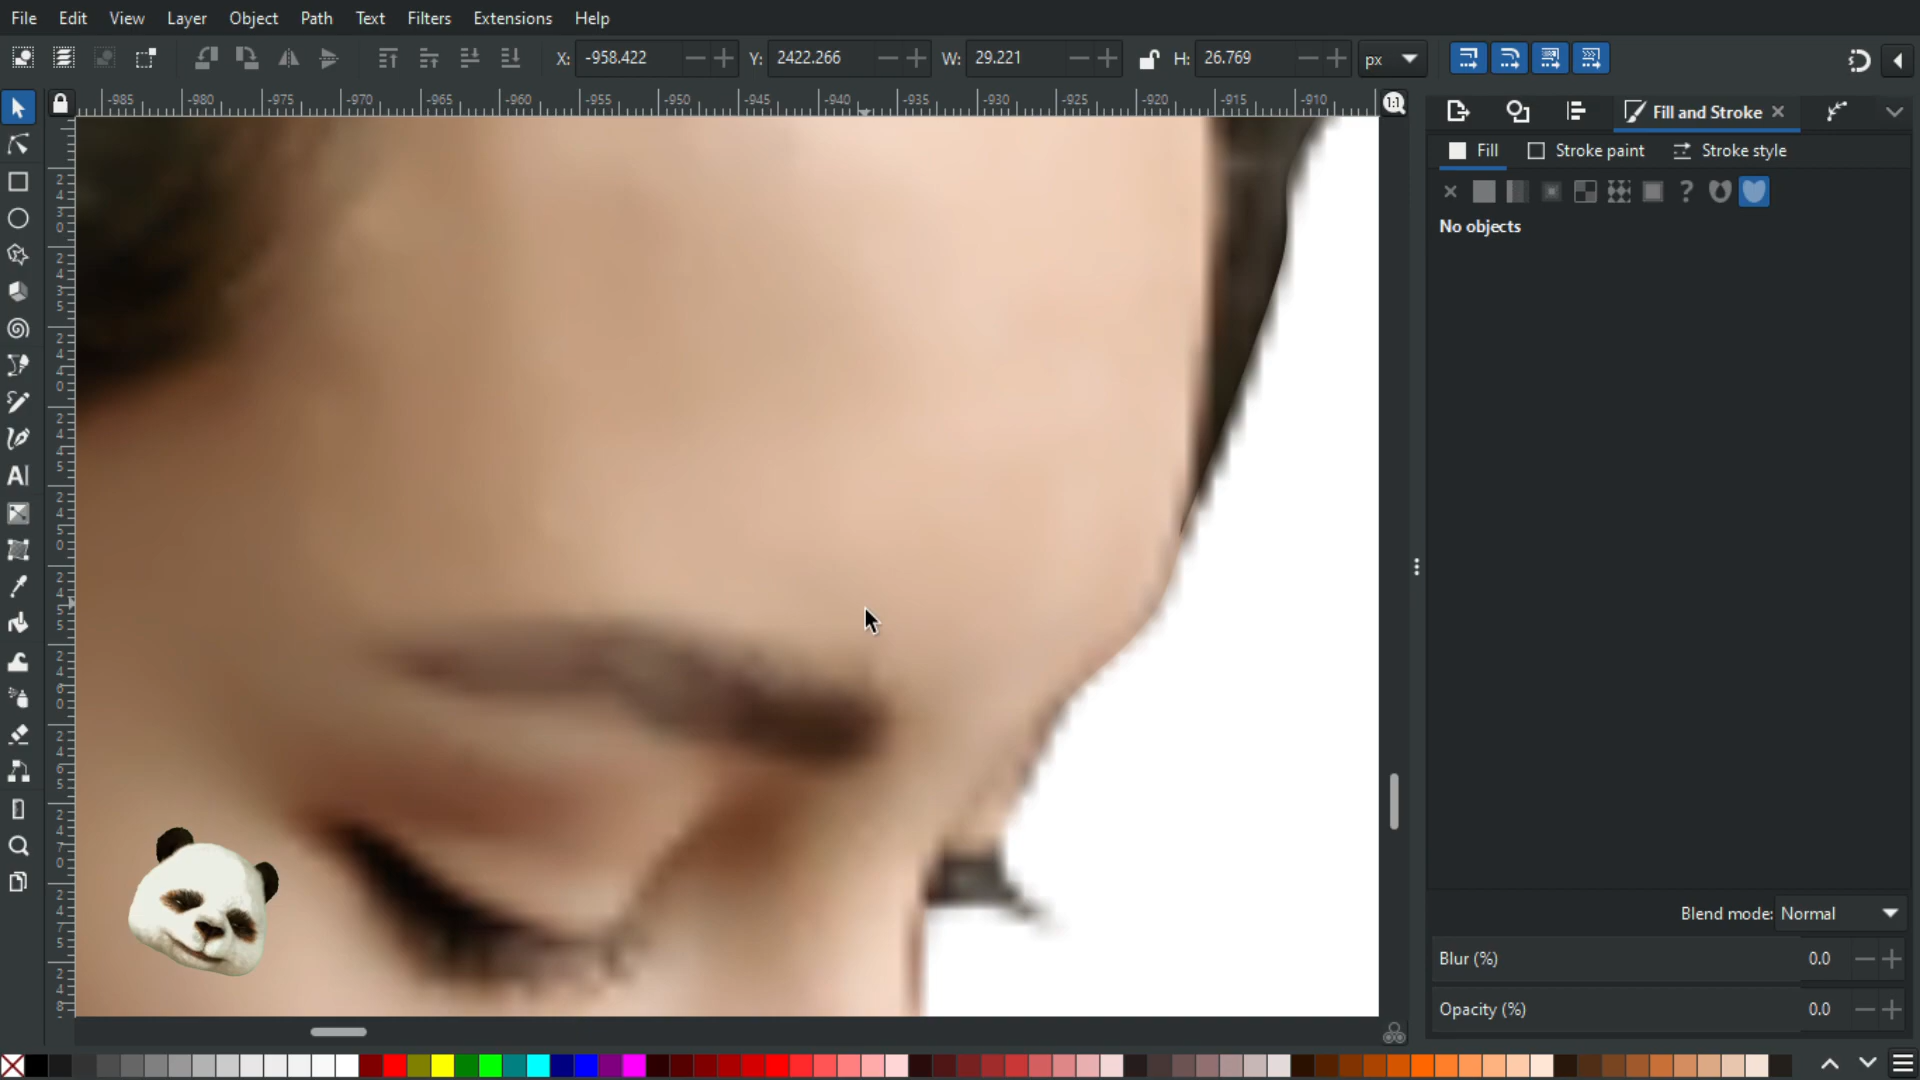 File Edit View Layer Object Path Text Filters Extensions Help
X: -958.422 Y: 2422.266 W: 29.221 H: 26.769 px
-985 -980 -975 -970 -965 -960 -955 -950 -945 -940 -935 -930 -925 -920 -915 -910 1:1
Fill and Stroke
Fill Stroke paint Stroke style
No objects
Blend mode: Normal
Blur (%) 0.0
Opacity (%) 0.0